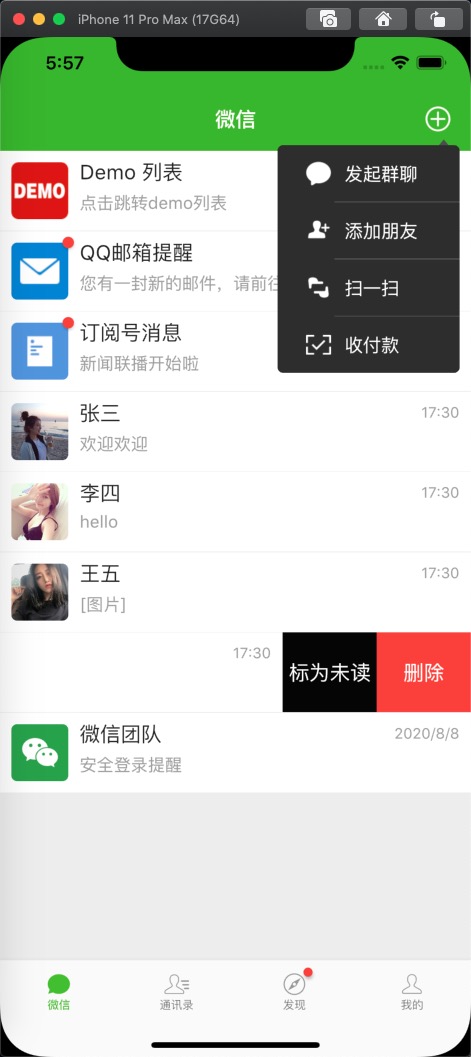 iPhone 11 Pro Max (17G64)
5:57
微信
Demo 列表
DEMO
点击跳转demo列表
发起群聊
添加朋友
扫一扫
收付款
QQ邮箱提醒
您有一封新的邮件，请前往
订阅号消息
新闻联播开始啦
张三
17:30
欢迎欢迎
李四
17:30
hello
王五
17:30
[图片]
17:30
标为未读
删除
微信团队
2020/8/8
安全登录提醒
微信
通讯录
发现
我的